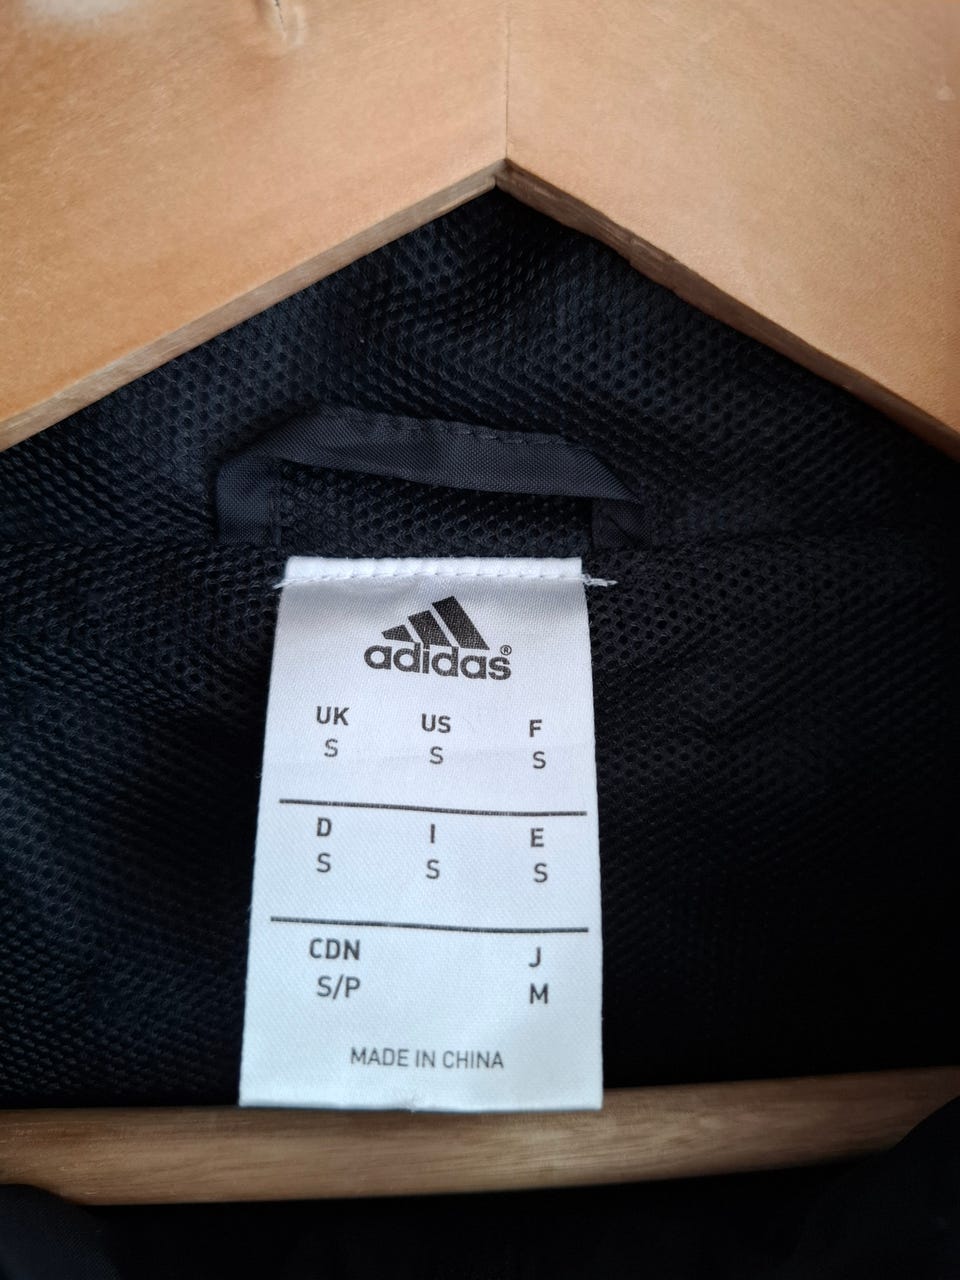 adidas®
UK US F
S S S
D I E
S S S
CDN J
S/P M
MADE IN CHINA